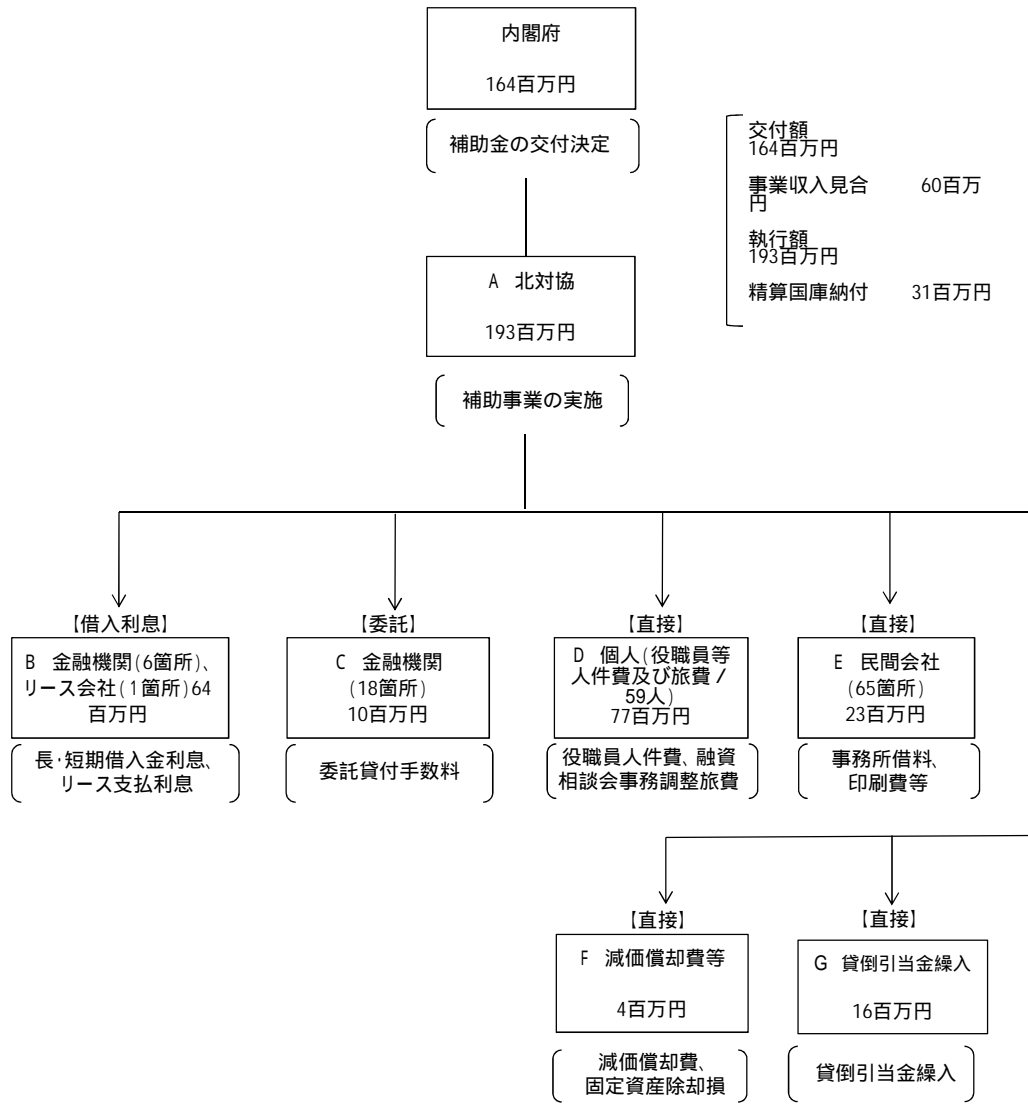 内閣府
164百万円
補助金の交付決定
交付額
164百万円
事業収入見合　　　60百万
円
執行額
193百万円
精算国庫納付　　31百万円
A　北対協
193百万円
補助事業の実施
【借入利息】
B　金融機関(6箇所)、
リース会社(1箇所)64
百万円
長･短期借入金利息、
リース支払利息
【委託】
C　金融機関
(18箇所)
10百万円
委託貸付手数料
【直接】
D　個人(役職員等
人件費及び旅費／
59人)
77百万円
役職員人件費、融資
相談会事務調整旅費
【直接】
E　民間会社
(65箇所)
23百万円
事務所借料、
印刷費等
【直接】
F　減価償却費等
4百万円
減価償却費、
固定資産除却損
【直接】
G　貸倒引当金繰入
16百万円
貸倒引当金繰入